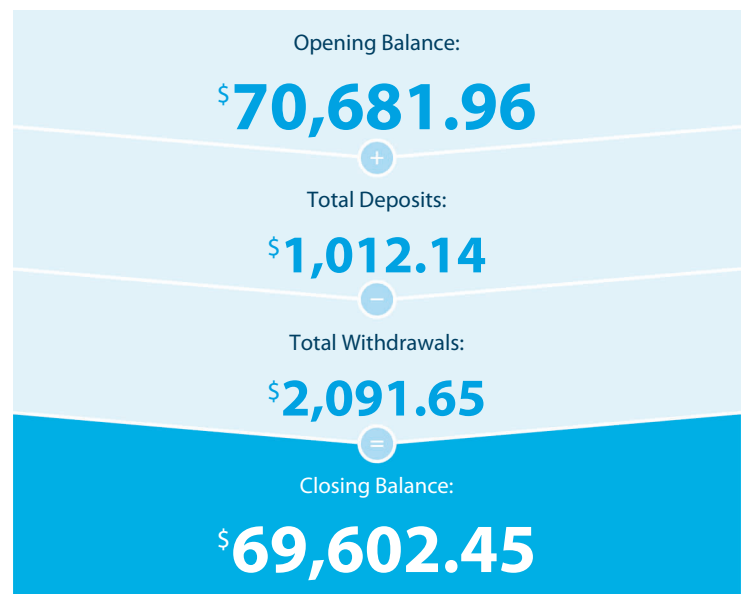 Opening Balance:
$70,681.96
+
Total Deposits:
$1,012.14
−
Total Withdrawals:
$2,091.65
=
Closing Balance:
$69,602.45